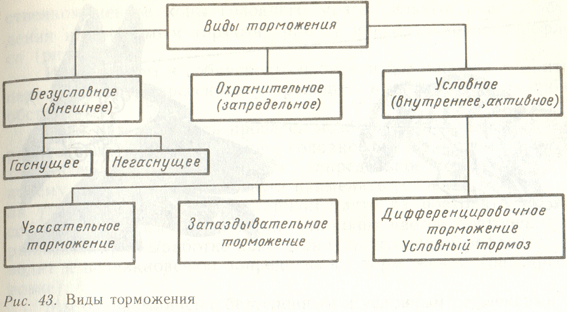 Виды торможения
Безусловное
(внешнее)
Охранительное
(запредельное)
Условное
(внутреннее, активное)
Гаснущее
Негаснущее
Угасательное
торможение
Запаздывательное
торможение
Дифференцировочное
торможение
Условный тормоз
Рис. 43. Виды торможения